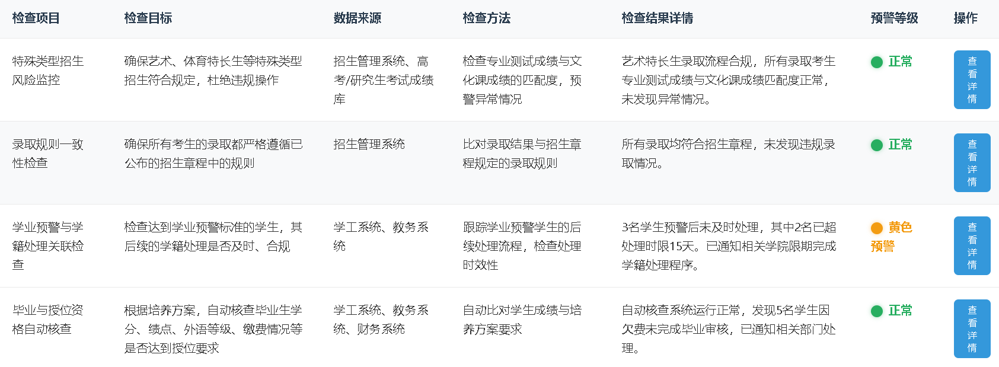 检查项目 检查目标 数据来源 检查方法 检查结果详情 预警等级 操作
特殊类型招生
风险监控
确保艺术、体育特长生等特殊类型
招生符合规定，杜绝违规操作
招生管理系统、高
考/研究生考试成绩
库
检查专业测试成绩与文
化课成绩的匹配度，预
警异常情况
艺术特长生录取流程合规，所有录取考生
专业测试成绩与文化课成绩匹配度正常，
未发现异常情况。
正常
查
看
详
情
录取规则一致
性检查
确保所有考生的录取都严格遵循已
公布的招生章程中的规则
招生管理系统
比对录取结果与招生章
程规定的录取规则
所有录取均符合招生章程，未发现违规录
取情况。
正常
查
看
详
情
学业预警与学
籍处理关联检
查
检查达到学业预警标准的学生，其
后续的学籍处理是否及时、合规
学工系统、教务系
统
跟踪学业预警学生的后
续处理流程，检查处理
时效性
3名学生预警后未及时处理，其中2名已超
处理时限15天。已通知相关学院限期完成
学籍处理程序。
黄色
预警
查
看
详
情
毕业与授位资
格自动核查
根据培养方案，自动核查毕业生学
分、绩点、外语等级、缴费情况等
是否达到授位要求
学工系统、教务系
统、财务系统
自动比对学生成绩与培
养方案要求
自动核查系统运行正常，发现5名学生因
欠费未完成毕业审核，已通知相关部门处
理。
正常
查
看
详
情